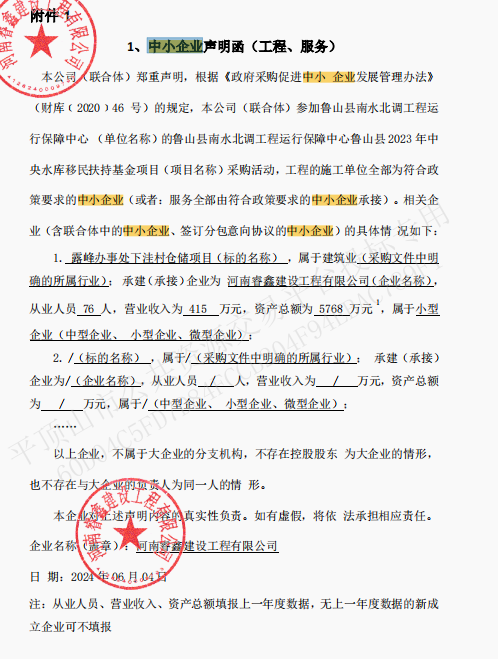 附件 1
1、中小企业声明函（工程、服务）
本公司（联合体）郑重声明，根据《政府采购促进中小 企业发展管理办法》
（财库﹝2020﹞46 号）的规定，本公司（联合体）参加鲁山县南水北调工程运
行保障中心 （单位名称）的鲁山县南水北调工程运行保障中心鲁山县 2023 年中
央水库移民扶持基金项目（项目名称）采购活动，工程的施工单位全部为符合政
策要求的中小企业（或者：服务全部由符合政策要求的中小企业承接）。相关企
业（含联合体中的中小企业、签订分包意向协议的中小企业）的具体情 况如下：
1. 露峰办事处下洼村仓储项目（标的名称） ，属于建筑业（采购文件中明
确的所属行业）； 承建（承接）企业为 河南睿鑫建设工程有限公司（企业名称），
从业人员 76 人，营业收入为 415 万元，资产总额为 5768 万元¹，属于小型
企业（中型企业、 小型企业、微型企业）；
2. /（标的名称） ，属于/（采购文件中明确的所属行业）； 承建（承接）
企业为/（企业名称），从业人员 / 人，营业收入为 / 万元，资产总额
为 / 万元，属于/（中型企业、 小型企业、微型企业）；
……
以上企业，不属于大企业的分支机构，不存在控股股东 为大企业的情形，
也不存在与大企业的负责人为同一人的情 形。
本企业对上述声明内容的真实性负责。如有虚假，将依 法承担相应责任。
企业名称（盖章）：河南睿鑫建设工程有限公司
日 期：2024 年 06 月 04 日
注：从业人员、营业收入、资产总额填报上一年度数据，无上一年度数据的新成
立企业可不填报
河南睿鑫建设工程有限公司